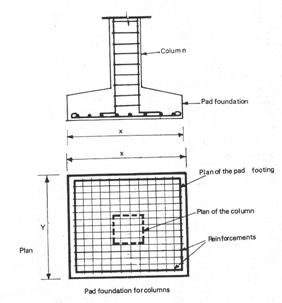 Column
Pad foundation
x
x
Plan of the pad footing
Y
Plan of the column
Plan
Reinforcements
Pad foundation for columns